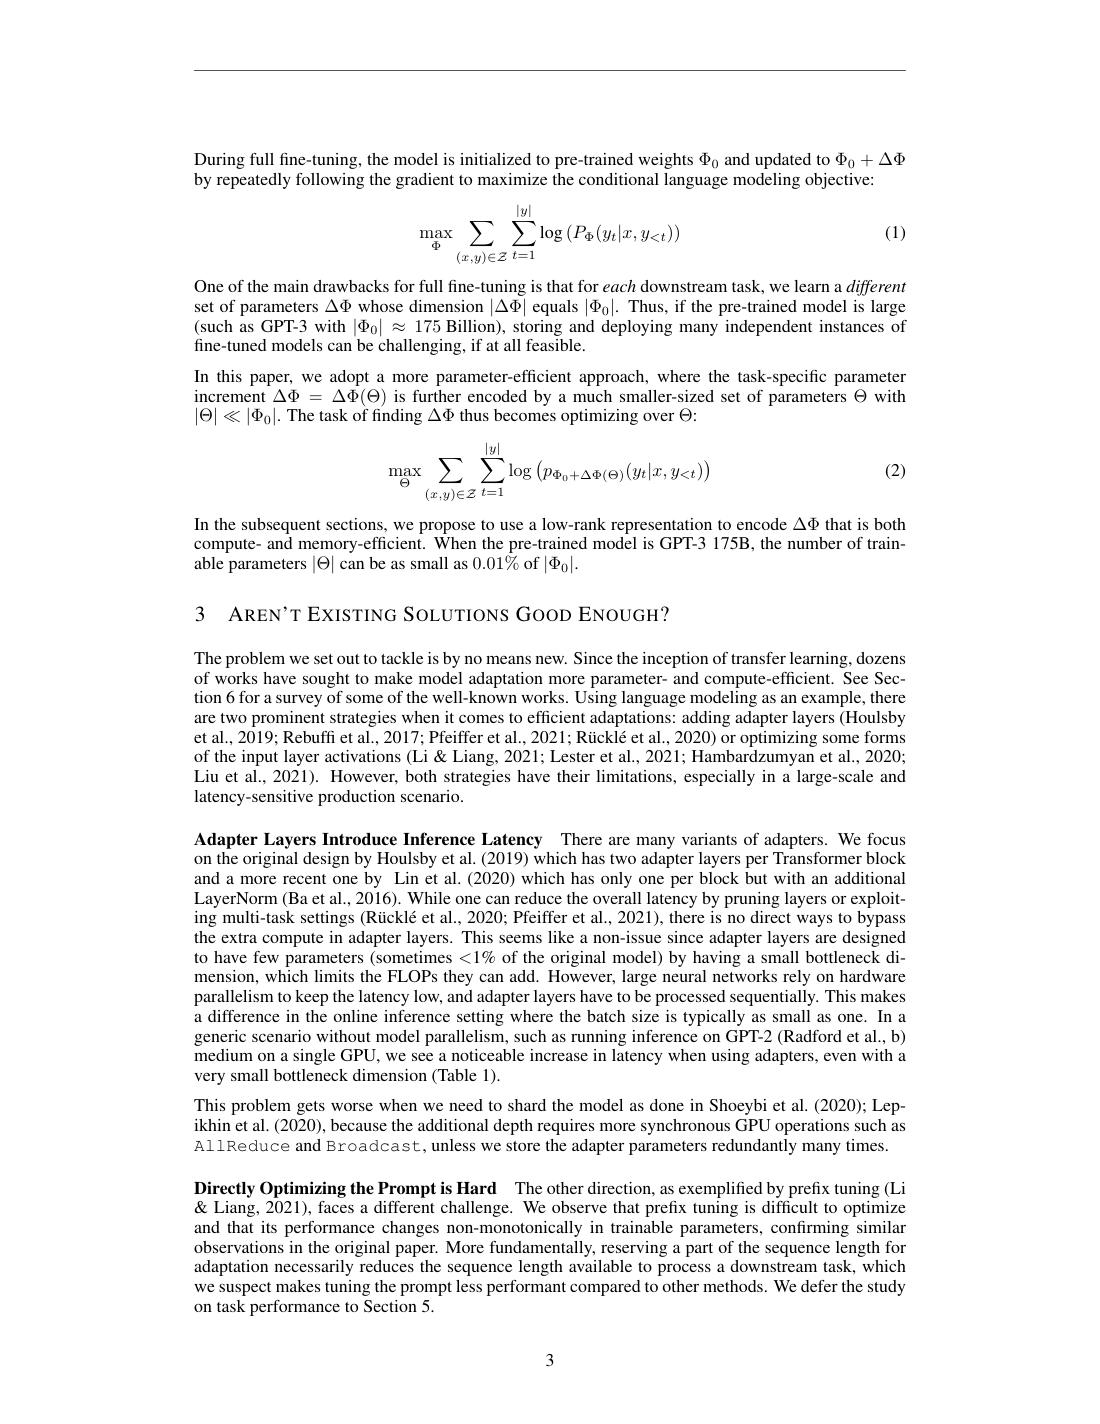 During full fine-tuning, the model is initialized to pre-trained weights Φ₀ and updated to Φ₀ + ΔΦ
by repeatedly following the gradient to maximize the conditional language modeling objective:
max_Φ ∑_{(x,y)∈𝒵} ∑_{t=1}^{|y|} log (P_Φ(y_t|x, y_{<t})) (1)
One of the main drawbacks for full fine-tuning is that for each downstream task, we learn a different
set of parameters ΔΦ whose dimension |ΔΦ| equals |Φ₀|. Thus, if the pre-trained model is large
(such as GPT-3 with |Φ₀| ≈ 175 Billion), storing and deploying many independent instances of
fine-tuned models can be challenging, if at all feasible.
In this paper, we adopt a more parameter-efficient approach, where the task-specific parameter
increment ΔΦ = ΔΦ(Θ) is further encoded by a much smaller-sized set of parameters Θ with
|Θ| ≪ |Φ₀|. The task of finding ΔΦ thus becomes optimizing over Θ:
max_Θ ∑_{(x,y)∈𝒵} ∑_{t=1}^{|y|} log (p_{Φ₀+ΔΦ(Θ)}(y_t|x, y_{<t})) (2)
In the subsequent sections, we propose to use a low-rank representation to encode ΔΦ that is both
compute- and memory-efficient. When the pre-trained model is GPT-3 175B, the number of train-
able parameters |Θ| can be as small as 0.01% of |Φ₀|.
3 AREN'T EXISTING SOLUTIONS GOOD ENOUGH?
The problem we set out to tackle is by no means new. Since the inception of transfer learning, dozens
of works have sought to make model adaptation more parameter- and compute-efficient. See Sec-
tion 6 for a survey of some of the well-known works. Using language modeling as an example, there
are two prominent strategies when it comes to efficient adaptations: adding adapter layers (Houlsby
et al., 2019; Rebuffi et al., 2017; Pfeiffer et al., 2021; Rücklé et al., 2020) or optimizing some forms
of the input layer activations (Li & Liang, 2021; Lester et al., 2021; Hambardzumyan et al., 2020;
Liu et al., 2021). However, both strategies have their limitations, especially in a large-scale and
latency-sensitive production scenario.
Adapter Layers Introduce Inference Latency There are many variants of adapters. We focus
on the original design by Houlsby et al. (2019) which has two adapter layers per Transformer block
and a more recent one by Lin et al. (2020) which has only one per block but with an additional
LayerNorm (Ba et al., 2016). While one can reduce the overall latency by pruning layers or exploit-
ing multi-task settings (Rücklé et al., 2020; Pfeiffer et al., 2021), there is no direct ways to bypass
the extra compute in adapter layers. This seems like a non-issue since adapter layers are designed
to have few parameters (sometimes <1% of the original model) by having a small bottleneck di-
mension, which limits the FLOPs they can add. However, large neural networks rely on hardware
parallelism to keep the latency low, and adapter layers have to be processed sequentially. This makes
a difference in the online inference setting where the batch size is typically as small as one. In a
generic scenario without model parallelism, such as running inference on GPT-2 (Radford et al., b)
medium on a single GPU, we see a noticeable increase in latency when using adapters, even with a
very small bottleneck dimension (Table 1).
This problem gets worse when we need to shard the model as done in Shoeybi et al. (2020); Lep-
ikhin et al. (2020), because the additional depth requires more synchronous GPU operations such as
AllReduce and Broadcast, unless we store the adapter parameters redundantly many times.
Directly Optimizing the Prompt is Hard The other direction, as exemplified by prefix tuning (Li
& Liang, 2021), faces a different challenge. We observe that prefix tuning is difficult to optimize
and that its performance changes non-monotonically in trainable parameters, confirming similar
observations in the original paper. More fundamentally, reserving a part of the sequence length for
adaptation necessarily reduces the sequence length available to process a downstream task, which
we suspect makes tuning the prompt less performant compared to other methods. We defer the study
on task performance to Section 5.
3